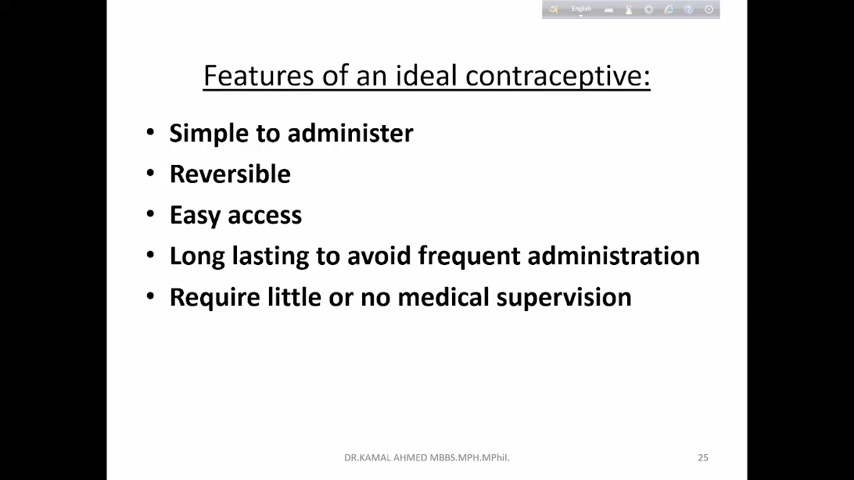 English
Features of an ideal contraceptive:
• Simple to administer
• Reversible
• Easy access
• Long lasting to avoid frequent administration
• Require little or no medical supervision
DR.KAMAL AHMED MBBS.MPH.MPhil.
25